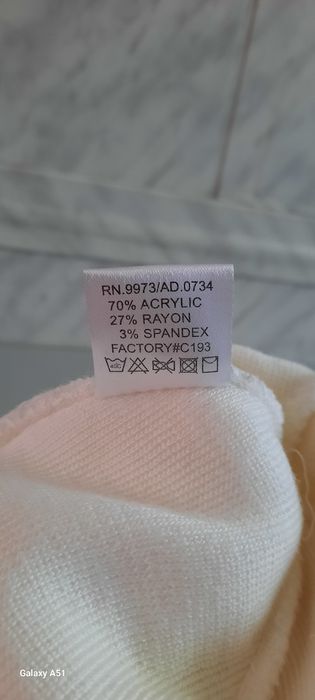 RN.9973/AD.0734
70% ACRYLIC
27% RAYON
3% SPANDEX
FACTORY#C193
Galaxy A51